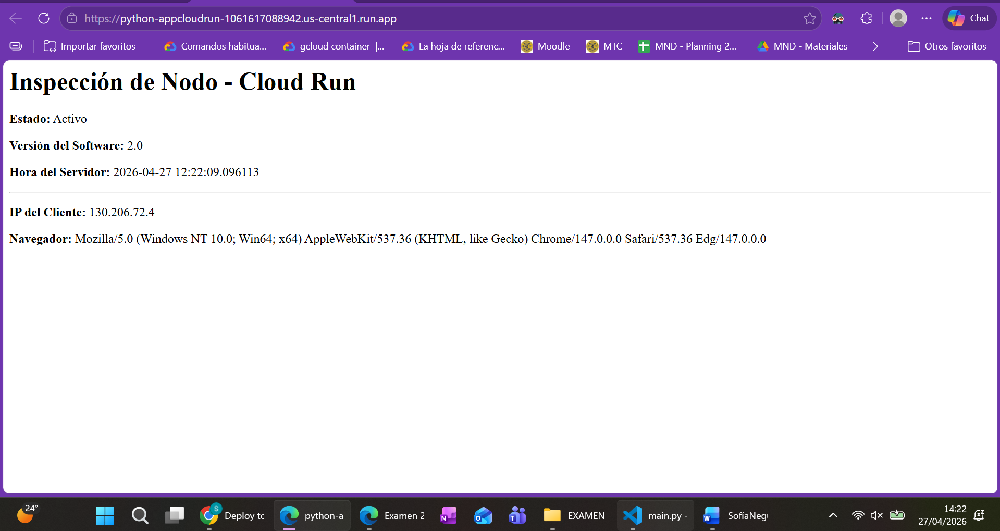 https://python-appcloudrun-1061617088942.us-central1.run.app
Chat
Importar favoritos
Comandos habitua...
gcloud container |...
La hoja de referenc...
Moodle
MTC
MND - Planning 2...
MND - Materiales
Otros favoritos
Inspección de Nodo - Cloud Run
Estado: Activo
Versión del Software: 2.0
Hora del Servidor: 2026-04-27 12:22:09.096113
IP del Cliente: 130.206.72.4
Navegador: Mozilla/5.0 (Windows NT 10.0; Win64; x64) AppleWebKit/537.36 (KHTML, like Gecko) Chrome/147.0.0.0 Safari/537.36 Edg/147.0.0.0
24°
S
Deploy tc
python-a
Examen 2
EXAMEN
main.py -
SofíaNeg
14:22
27/04/2026